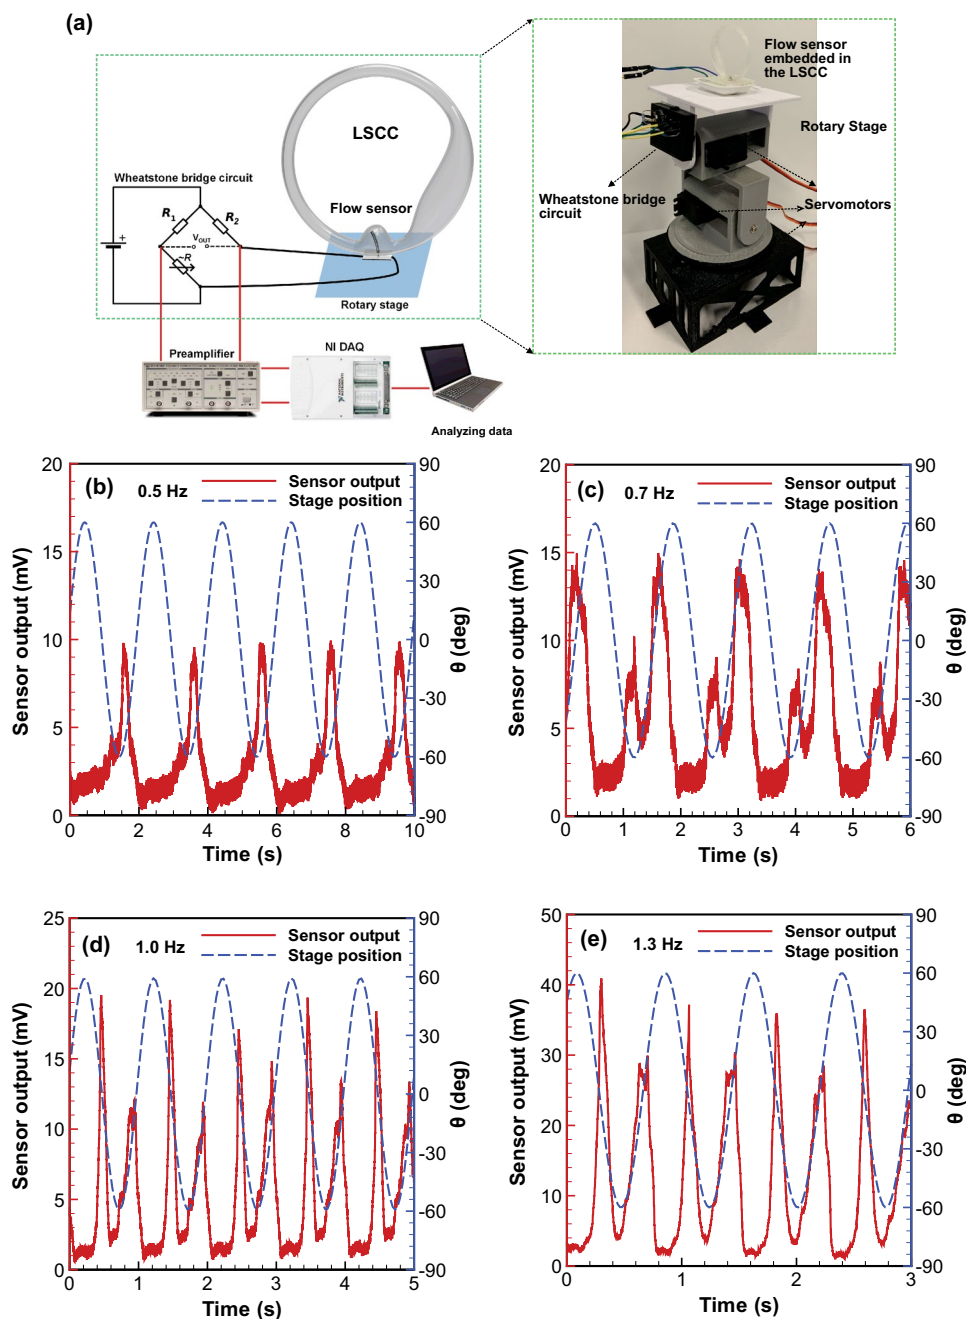 (a)
Flow sensor
embedded in
the LSCC
LSCC
Rotary Stage
Wheatstone bridge circuit
Wheatstone bridge
circuit
Servomotors
R1
R2
VOUT
~R
+
Flow sensor
Rotary stage
Preamplifier
NI DAQ
Analyzing data
(b)
0.5 Hz
Sensor output
Stage position
Sensor output (mV)
20
15
10
5
0
90
60
30
0
-30
-60
-90
θ (deg)
0 2 4 6 8 10
Time (s)
(c)
0.7 Hz
Sensor output
Stage position
Sensor output (mV)
20
15
10
5
0
90
60
30
0
-30
-60
-90
θ (deg)
0 1 2 3 4 5 6
Time (s)
(d)
1.0 Hz
Sensor output
Stage position
Sensor output (mV)
25
20
15
10
5
0
90
60
30
0
-30
-60
-90
θ (deg)
0 1 2 3 4 5
Time (s)
(e)
1.3 Hz
Sensor output
Stage position
Sensor output (mV)
50
40
30
20
10
0
90
60
30
0
-30
-60
-90
θ (deg)
0 1 2 3
Time (s)